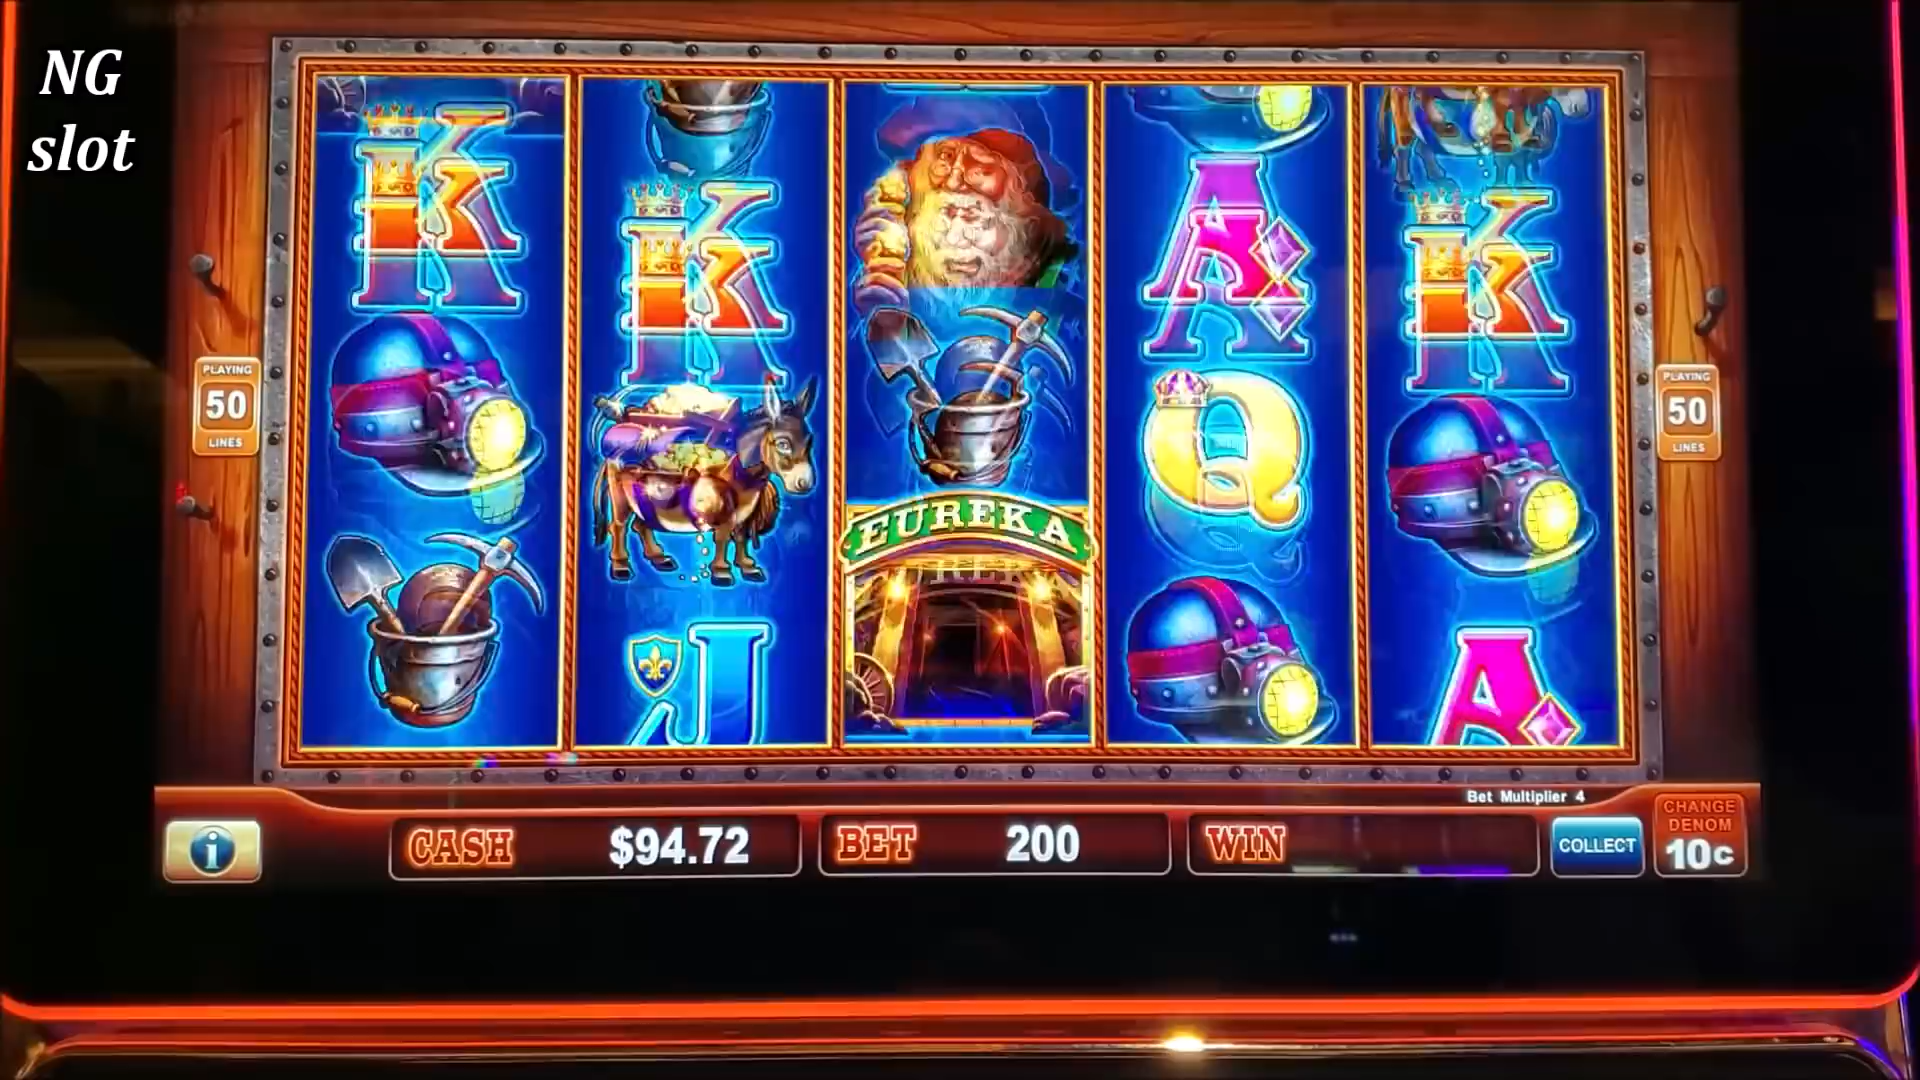 NG
slot
K
K
K
K
K
K
A
A
Q
J
A
EUREKA
PLAYING
50
LINES
PLAYING
50
LINES
Bet Multiplier 4
CASH $94.72
BET 200
WIN
COLLECT
CHANGE
DENOM
10c
i